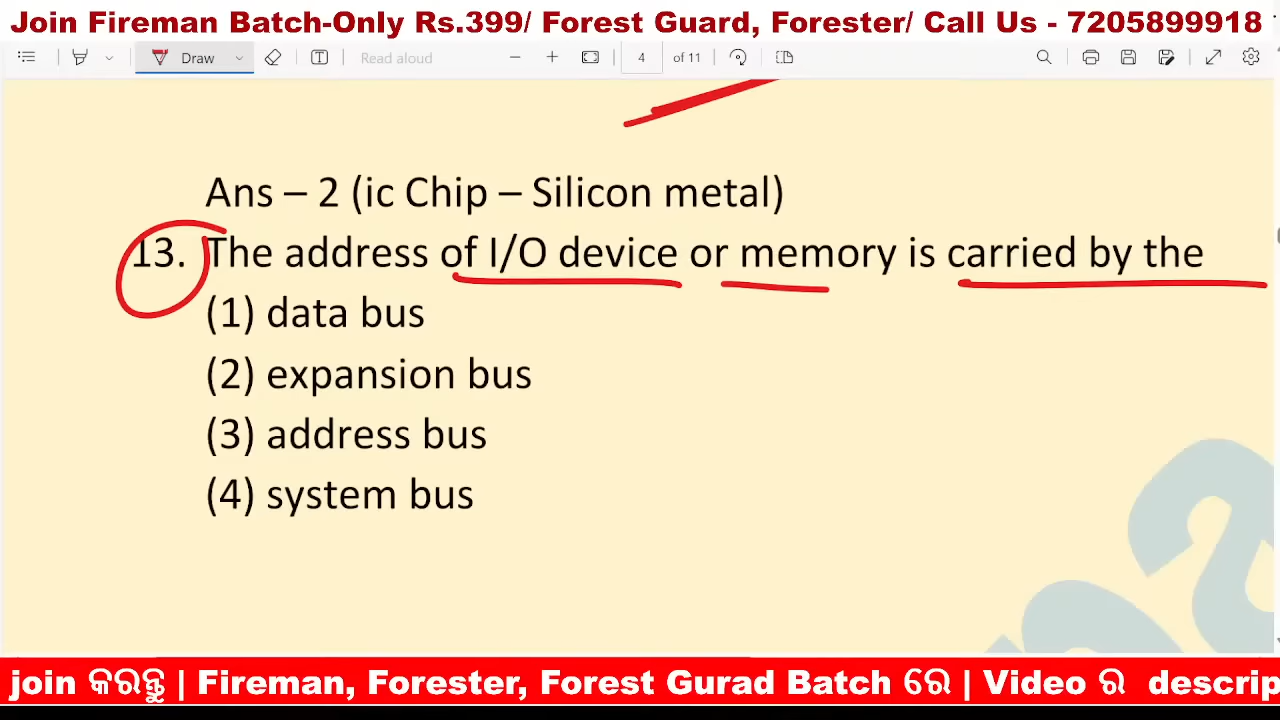 Join Fireman Batch-Only Rs.399/ Forest Guard, Forester/ Call Us - 7205899918
Draw
Read aloud
4 of 11
Ans – 2 (ic Chip – Silicon metal)
13. The address of I/O device or memory is carried by the
(1) data bus
(2) expansion bus
(3) address bus
(4) system bus
join କରନ୍ତୁ | Fireman, Forester, Forest Gurad Batch ରେ | Video ର descrip